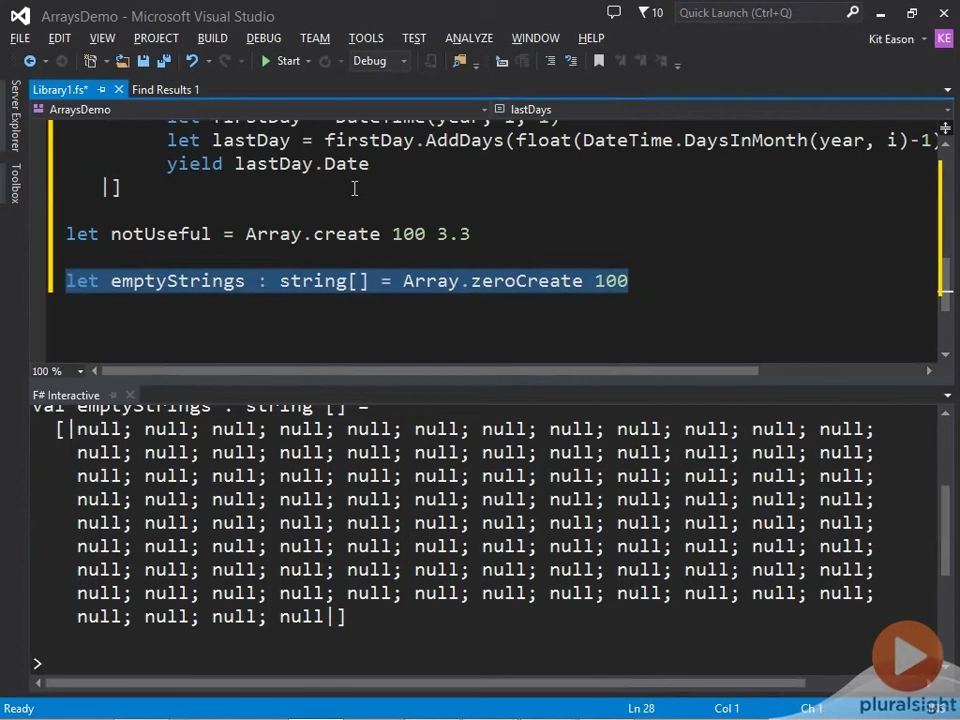 ArraysDemo - Microsoft Visual Studio
10
Quick Launch (Ctrl+Q)
FILE EDIT VIEW PROJECT BUILD DEBUG TEAM TOOLS TEST ANALYZE WINDOW HELP
Kit Eason KE
Start Debug
Server Explorer
Toolbox
Library1.fs* Find Results 1
ArraysDemo lastDays
let firstDay = DateTime(year, i, 1)
let lastDay = firstDay.AddDays(float(DateTime.DaysInMonth(year, i)-1)
yield lastDay.Date
|]
let notUseful = Array.create 100 3.3
let emptyStrings : string[] = Array.zeroCreate 100
100 %
F# Interactive
val emptyStrings : string [] =
[|null; null; null; null; null; null; null; null; null; null; null; null;
null; null; null; null; null; null; null; null; null; null; null; null;
null; null; null; null; null; null; null; null; null; null; null; null;
null; null; null; null; null; null; null; null; null; null; null; null;
null; null; null; null; null; null; null; null; null; null; null; null;
null; null; null; null; null; null; null; null; null; null; null; null;
null; null; null; null; null; null; null; null; null; null; null; null;
null; null; null; null; null; null; null; null; null; null; null; null;
null; null; null; null|]
>
pluralsight
Ready Ln 28 Col 1 Ch 1